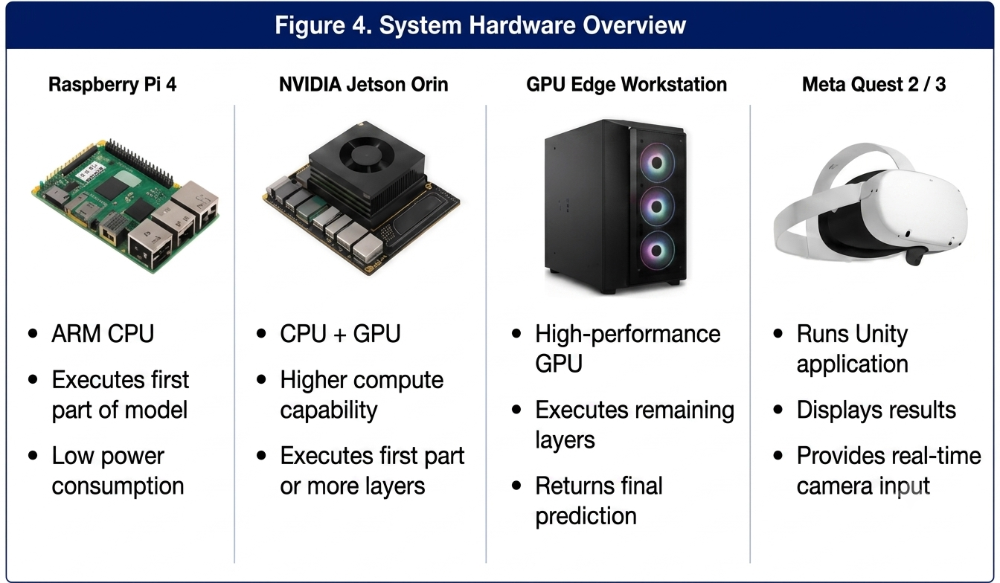 Figure 4. System Hardware Overview
Raspberry Pi 4
• ARM CPU
• Executes first
part of model
• Low power
consumption
NVIDIA Jetson Orin
• CPU + GPU
• Higher compute
capability
• Executes first part
or more layers
GPU Edge Workstation
• High-performance
GPU
• Executes remaining
layers
• Returns final
prediction
Meta Quest 2 / 3
• Runs Unity
application
• Displays results
• Provides real-time
camera input